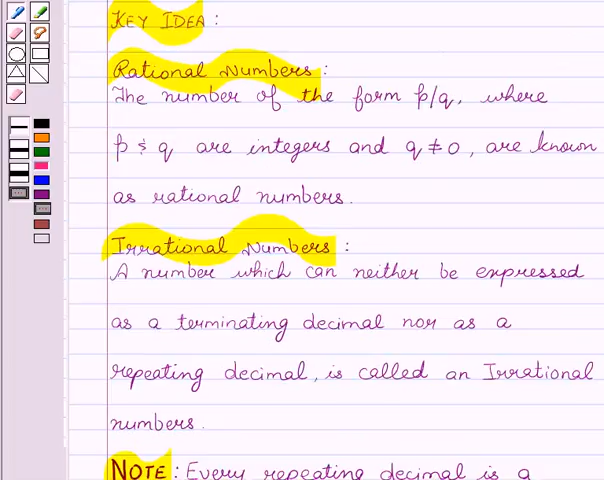 KEY IDEA :
Rational Numbers :
The number of the form p/q, where
p & q are integers and q ≠ 0, are known
as rational numbers.
Irrational Numbers :
A number which can neither be expressed
as a terminating decimal nor as a
repeating decimal, is called an Irrational
numbers.
NOTE : Every repeating decimal is a